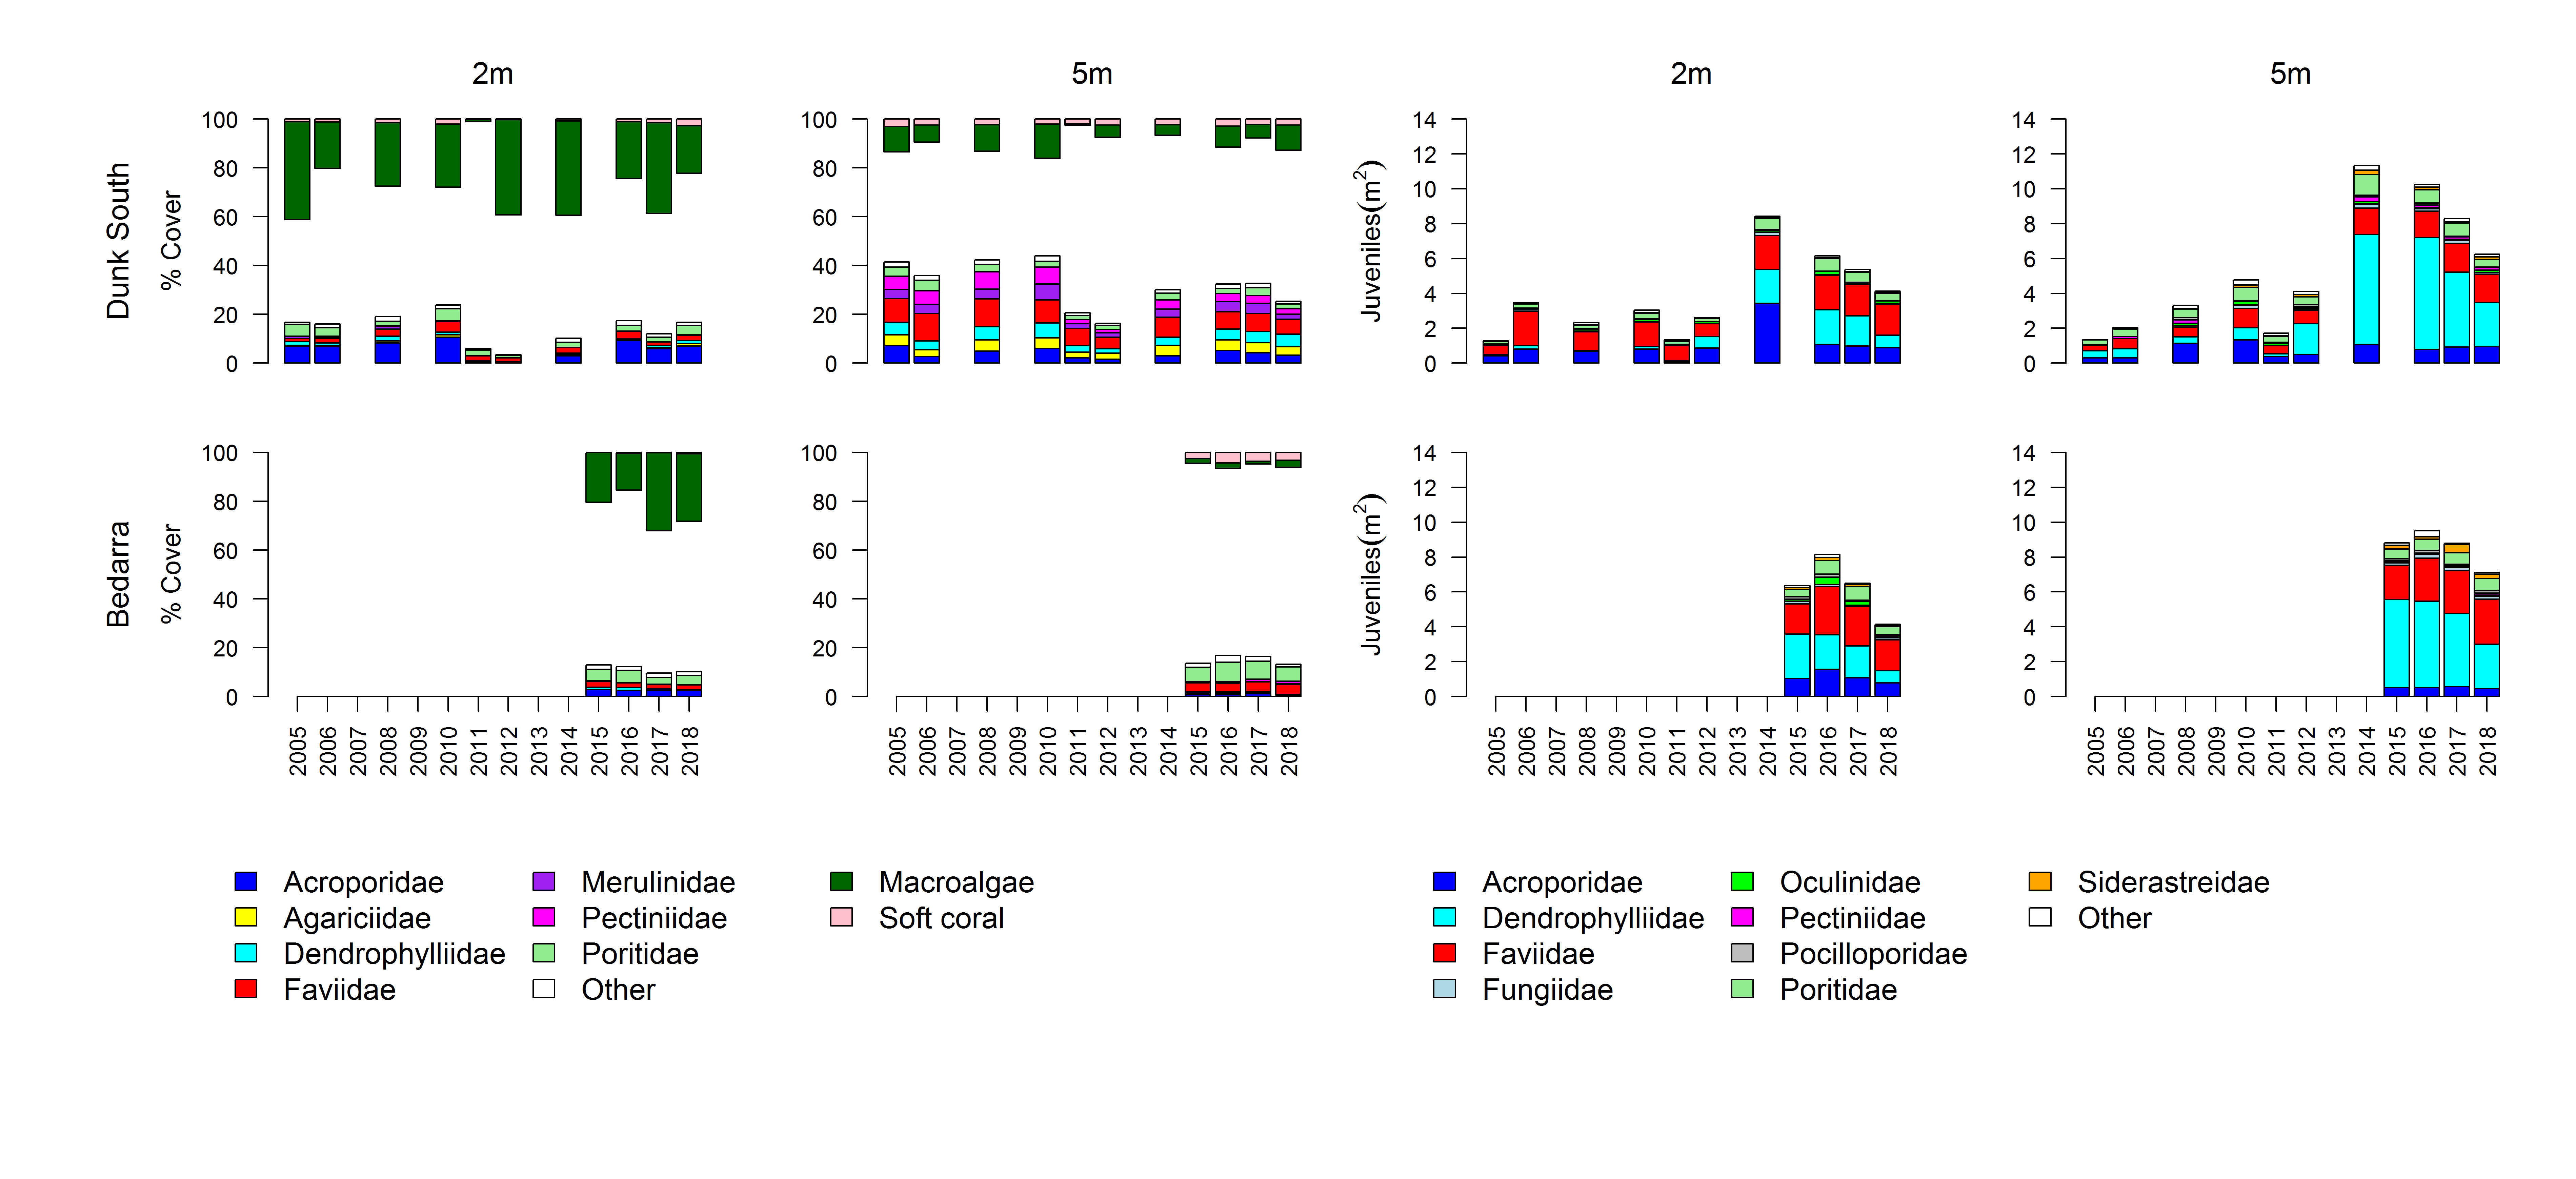 2m 5m 2m 5m
Dunk South
% Cover
100
80
60
40
20
0
100
80
60
40
20
0
Juveniles(m²)
14
12
10
8
6
4
2
0
14
12
10
8
6
4
2
0
Bedarra
% Cover
100
80
60
40
20
0
100
80
60
40
20
0
Juveniles(m²)
14
12
10
8
6
4
2
0
14
12
10
8
6
4
2
0
2005 2006 2007 2008 2009 2010 2011 2012 2013 2014 2015 2016 2017 2018
2005 2006 2007 2008 2009 2010 2011 2012 2013 2014 2015 2016 2017 2018
2005 2006 2007 2008 2009 2010 2011 2012 2013 2014 2015 2016 2017 2018
2005 2006 2007 2008 2009 2010 2011 2012 2013 2014 2015 2016 2017 2018
Acroporidae
Agariciidae
Dendrophylliidae
Faviidae
Merulinidae
Pectiniidae
Poritidae
Other
Macroalgae
Soft coral
Acroporidae
Dendrophylliidae
Faviidae
Fungiidae
Oculinidae
Pectiniidae
Pocilloporidae
Poritidae
Siderastreidae
Other